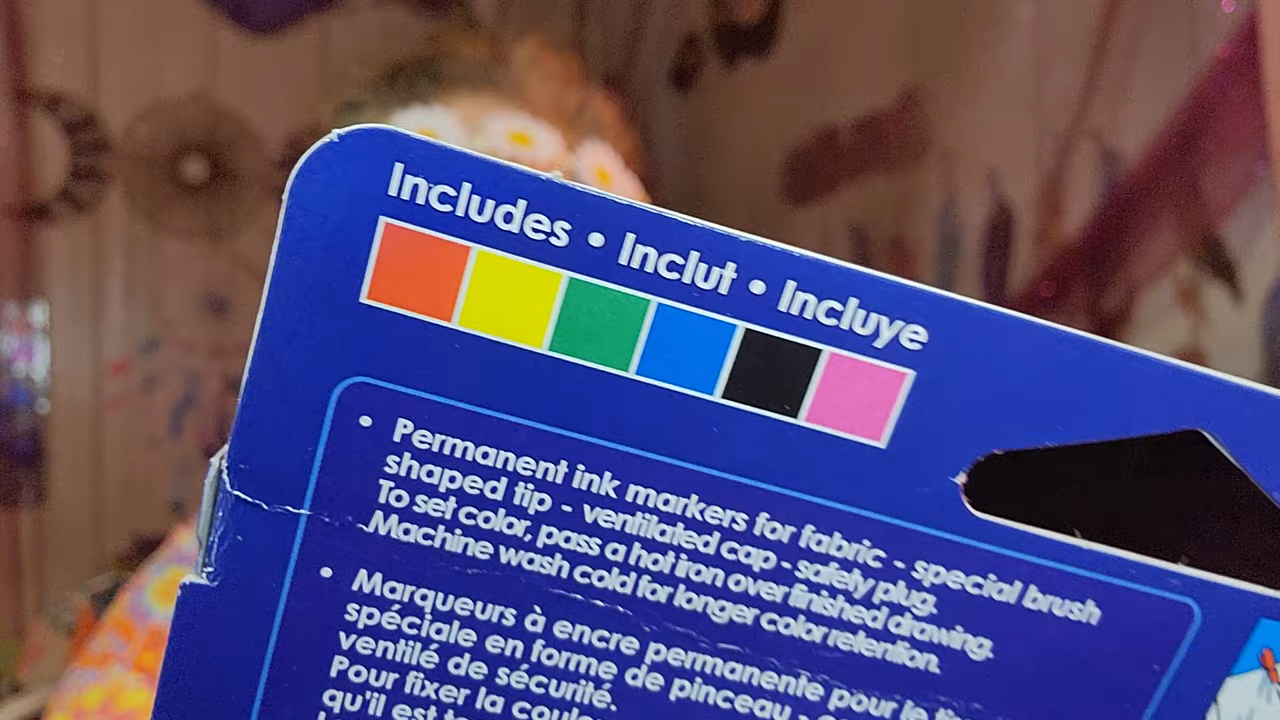 Includes • Inclut • Incluye
• Permanent ink markers for fabric - special brush
shaped tip - ventilated cap - safely plug.
To set color, pass a hot iron over finished drawing.
Machine wash cold for longer color retention.
• Marqueurs à encre permanente pour le
spéciale en forme de pinceau -
ventilé de sécurité.
Pour fixer la
qu'il est